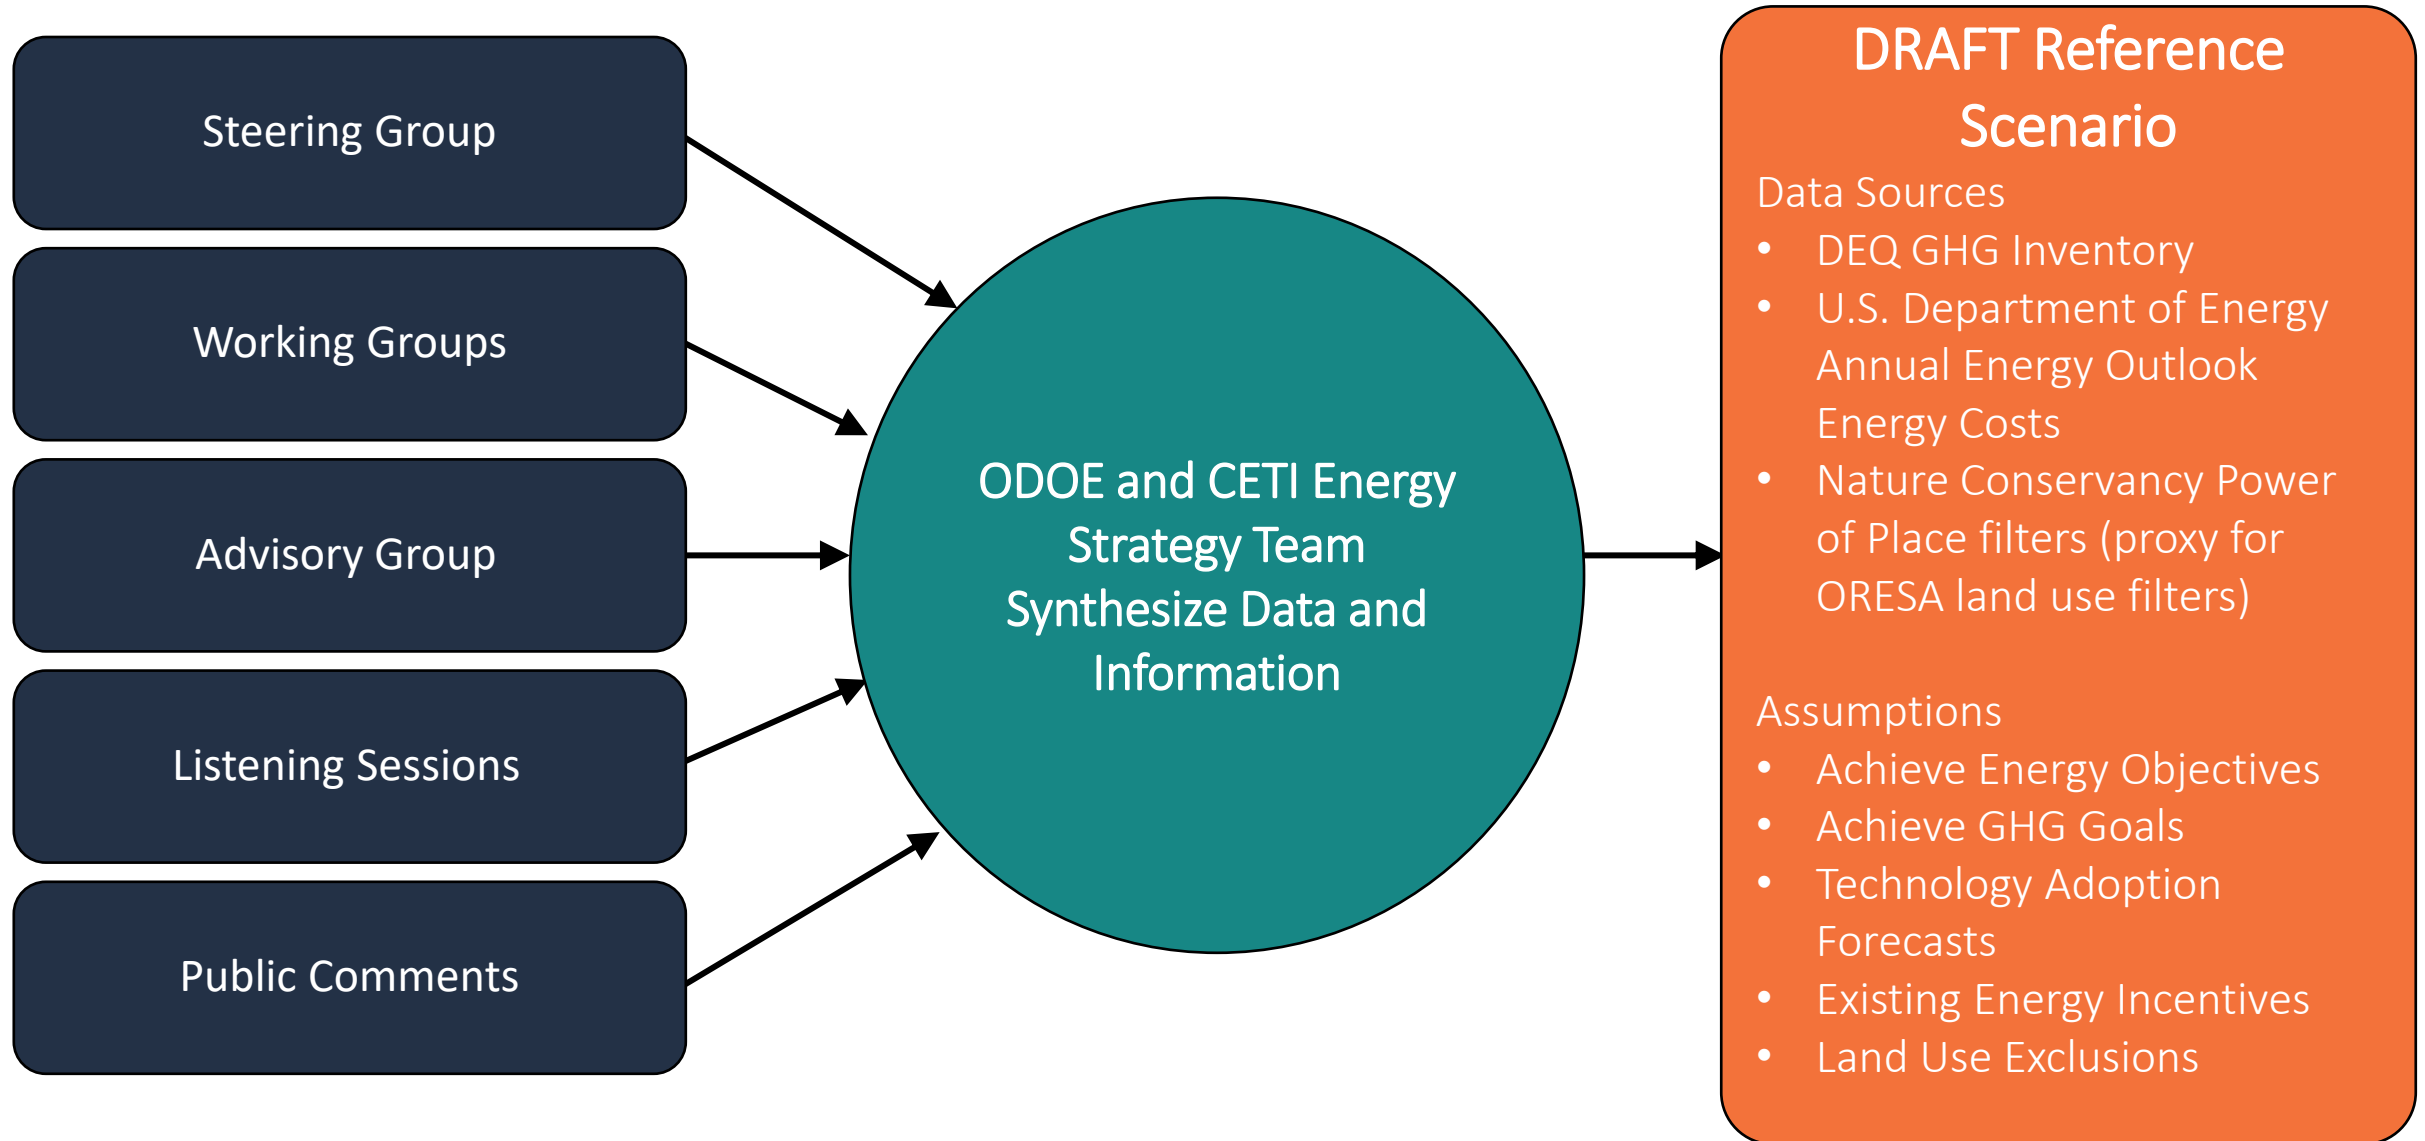 Steering Group
Working Groups
Advisory Group
Listening Sessions
Public Comments
ODOE and CETI Energy
Strategy Team
Synthesize Data and
Information
DRAFT Reference
Scenario
Data Sources
• DEQ GHG Inventory
• U.S. Department of Energy
Annual Energy Outlook
Energy Costs
• Nature Conservancy Power
of Place filters (proxy for
ORESA land use filters)
Assumptions
• Achieve Energy Objectives
• Achieve GHG Goals
• Technology Adoption
Forecasts
• Existing Energy Incentives
• Land Use Exclusions